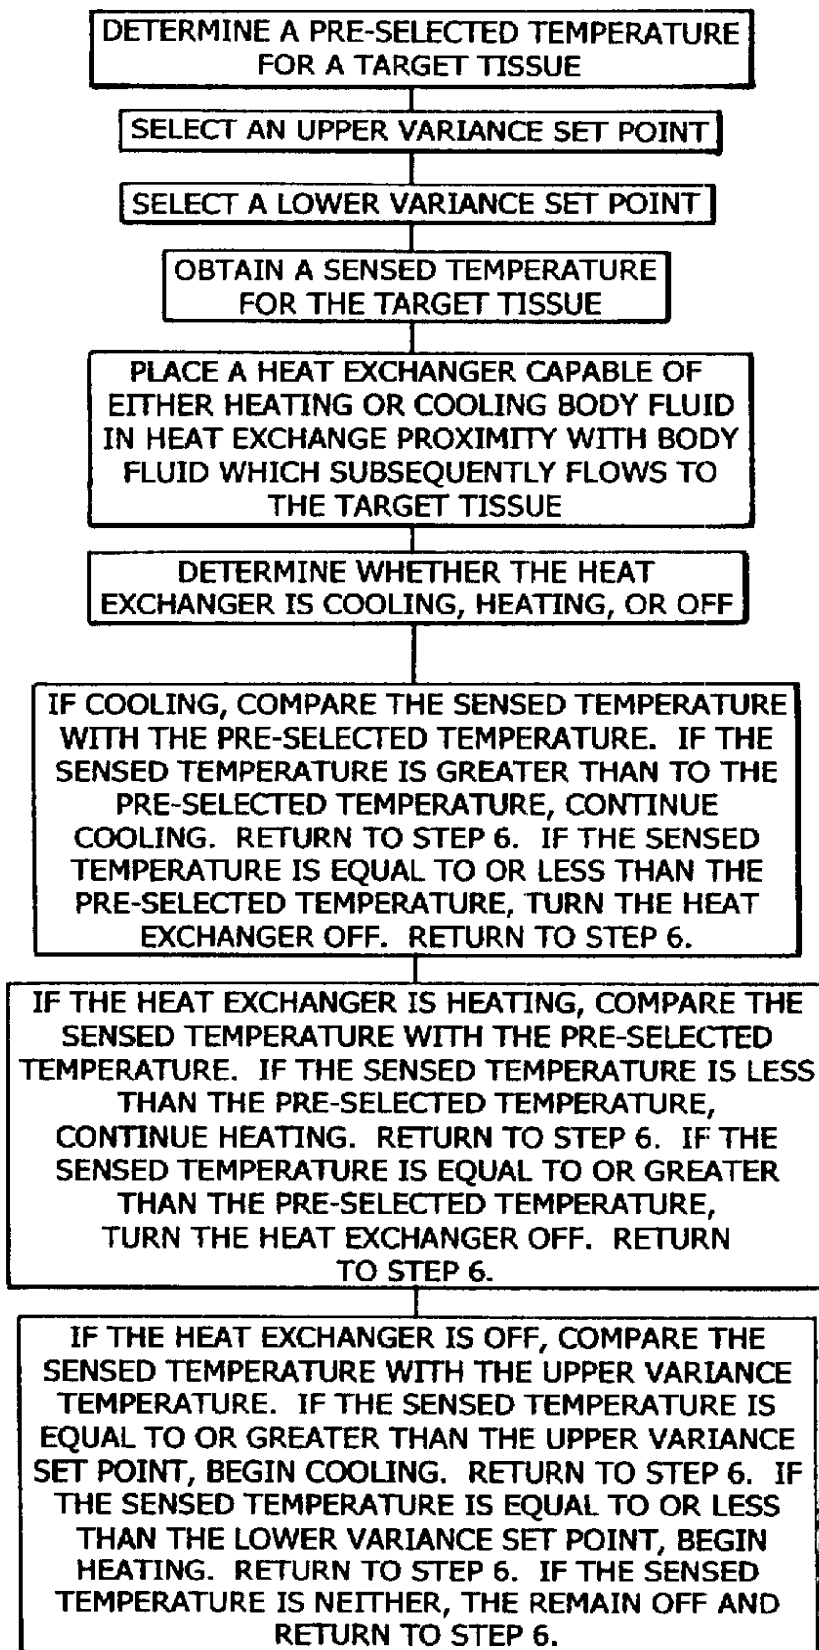 DETERMINE A PRE-SELECTED TEMPERATURE
FOR A TARGET TISSUE
SELECT AN UPPER VARIANCE SET POINT
SELECT A LOWER VARIANCE SET POINT
OBTAIN A SENSED TEMPERATURE
FOR THE TARGET TISSUE
PLACE A HEAT EXCHANGER CAPABLE OF
EITHER HEATING OR COOLING BODY FLUID
IN HEAT EXCHANGE PROXIMITY WITH BODY
FLUID WHICH SUBSEQUENTLY FLOWS TO
THE TARGET TISSUE
DETERMINE WHETHER THE HEAT
EXCHANGER IS COOLING, HEATING, OR OFF
IF COOLING, COMPARE THE SENSED TEMPERATURE
WITH THE PRE-SELECTED TEMPERATURE. IF THE
SENSED TEMPERATURE IS GREATER THAN TO THE
PRE-SELECTED TEMPERATURE, CONTINUE
COOLING. RETURN TO STEP 6. IF THE SENSED
TEMPERATURE IS EQUAL TO OR LESS THAN THE
PRE-SELECTED TEMPERATURE, TURN THE HEAT
EXCHANGER OFF. RETURN TO STEP 6.
IF THE HEAT EXCHANGER IS HEATING, COMPARE THE
SENSED TEMPERATURE WITH THE PRE-SELECTED
TEMPERATURE. IF THE SENSED TEMPERATURE IS LESS
THAN THE PRE-SELECTED TEMPERATURE,
CONTINUE HEATING. RETURN TO STEP 6. IF THE
SENSED TEMPERATURE IS EQUAL TO OR GREATER
THAN THE PRE-SELECTED TEMPERATURE,
TURN THE HEAT EXCHANGER OFF. RETURN
TO STEP 6.
IF THE HEAT EXCHANGER IS OFF, COMPARE THE
SENSED TEMPERATURE WITH THE UPPER VARIANCE
TEMPERATURE. IF THE SENSED TEMPERATURE IS
EQUAL TO OR GREATER THAN THE UPPER VARIANCE
SET POINT, BEGIN COOLING. RETURN TO STEP 6. IF
THE SENSED TEMPERATURE IS EQUAL TO OR LESS
THAN THE LOWER VARIANCE SET POINT, BEGIN
HEATING. RETURN TO STEP 6. IF THE SENSED
TEMPERATURE IS NEITHER, THE REMAIN OFF AND
RETURN TO STEP 6.